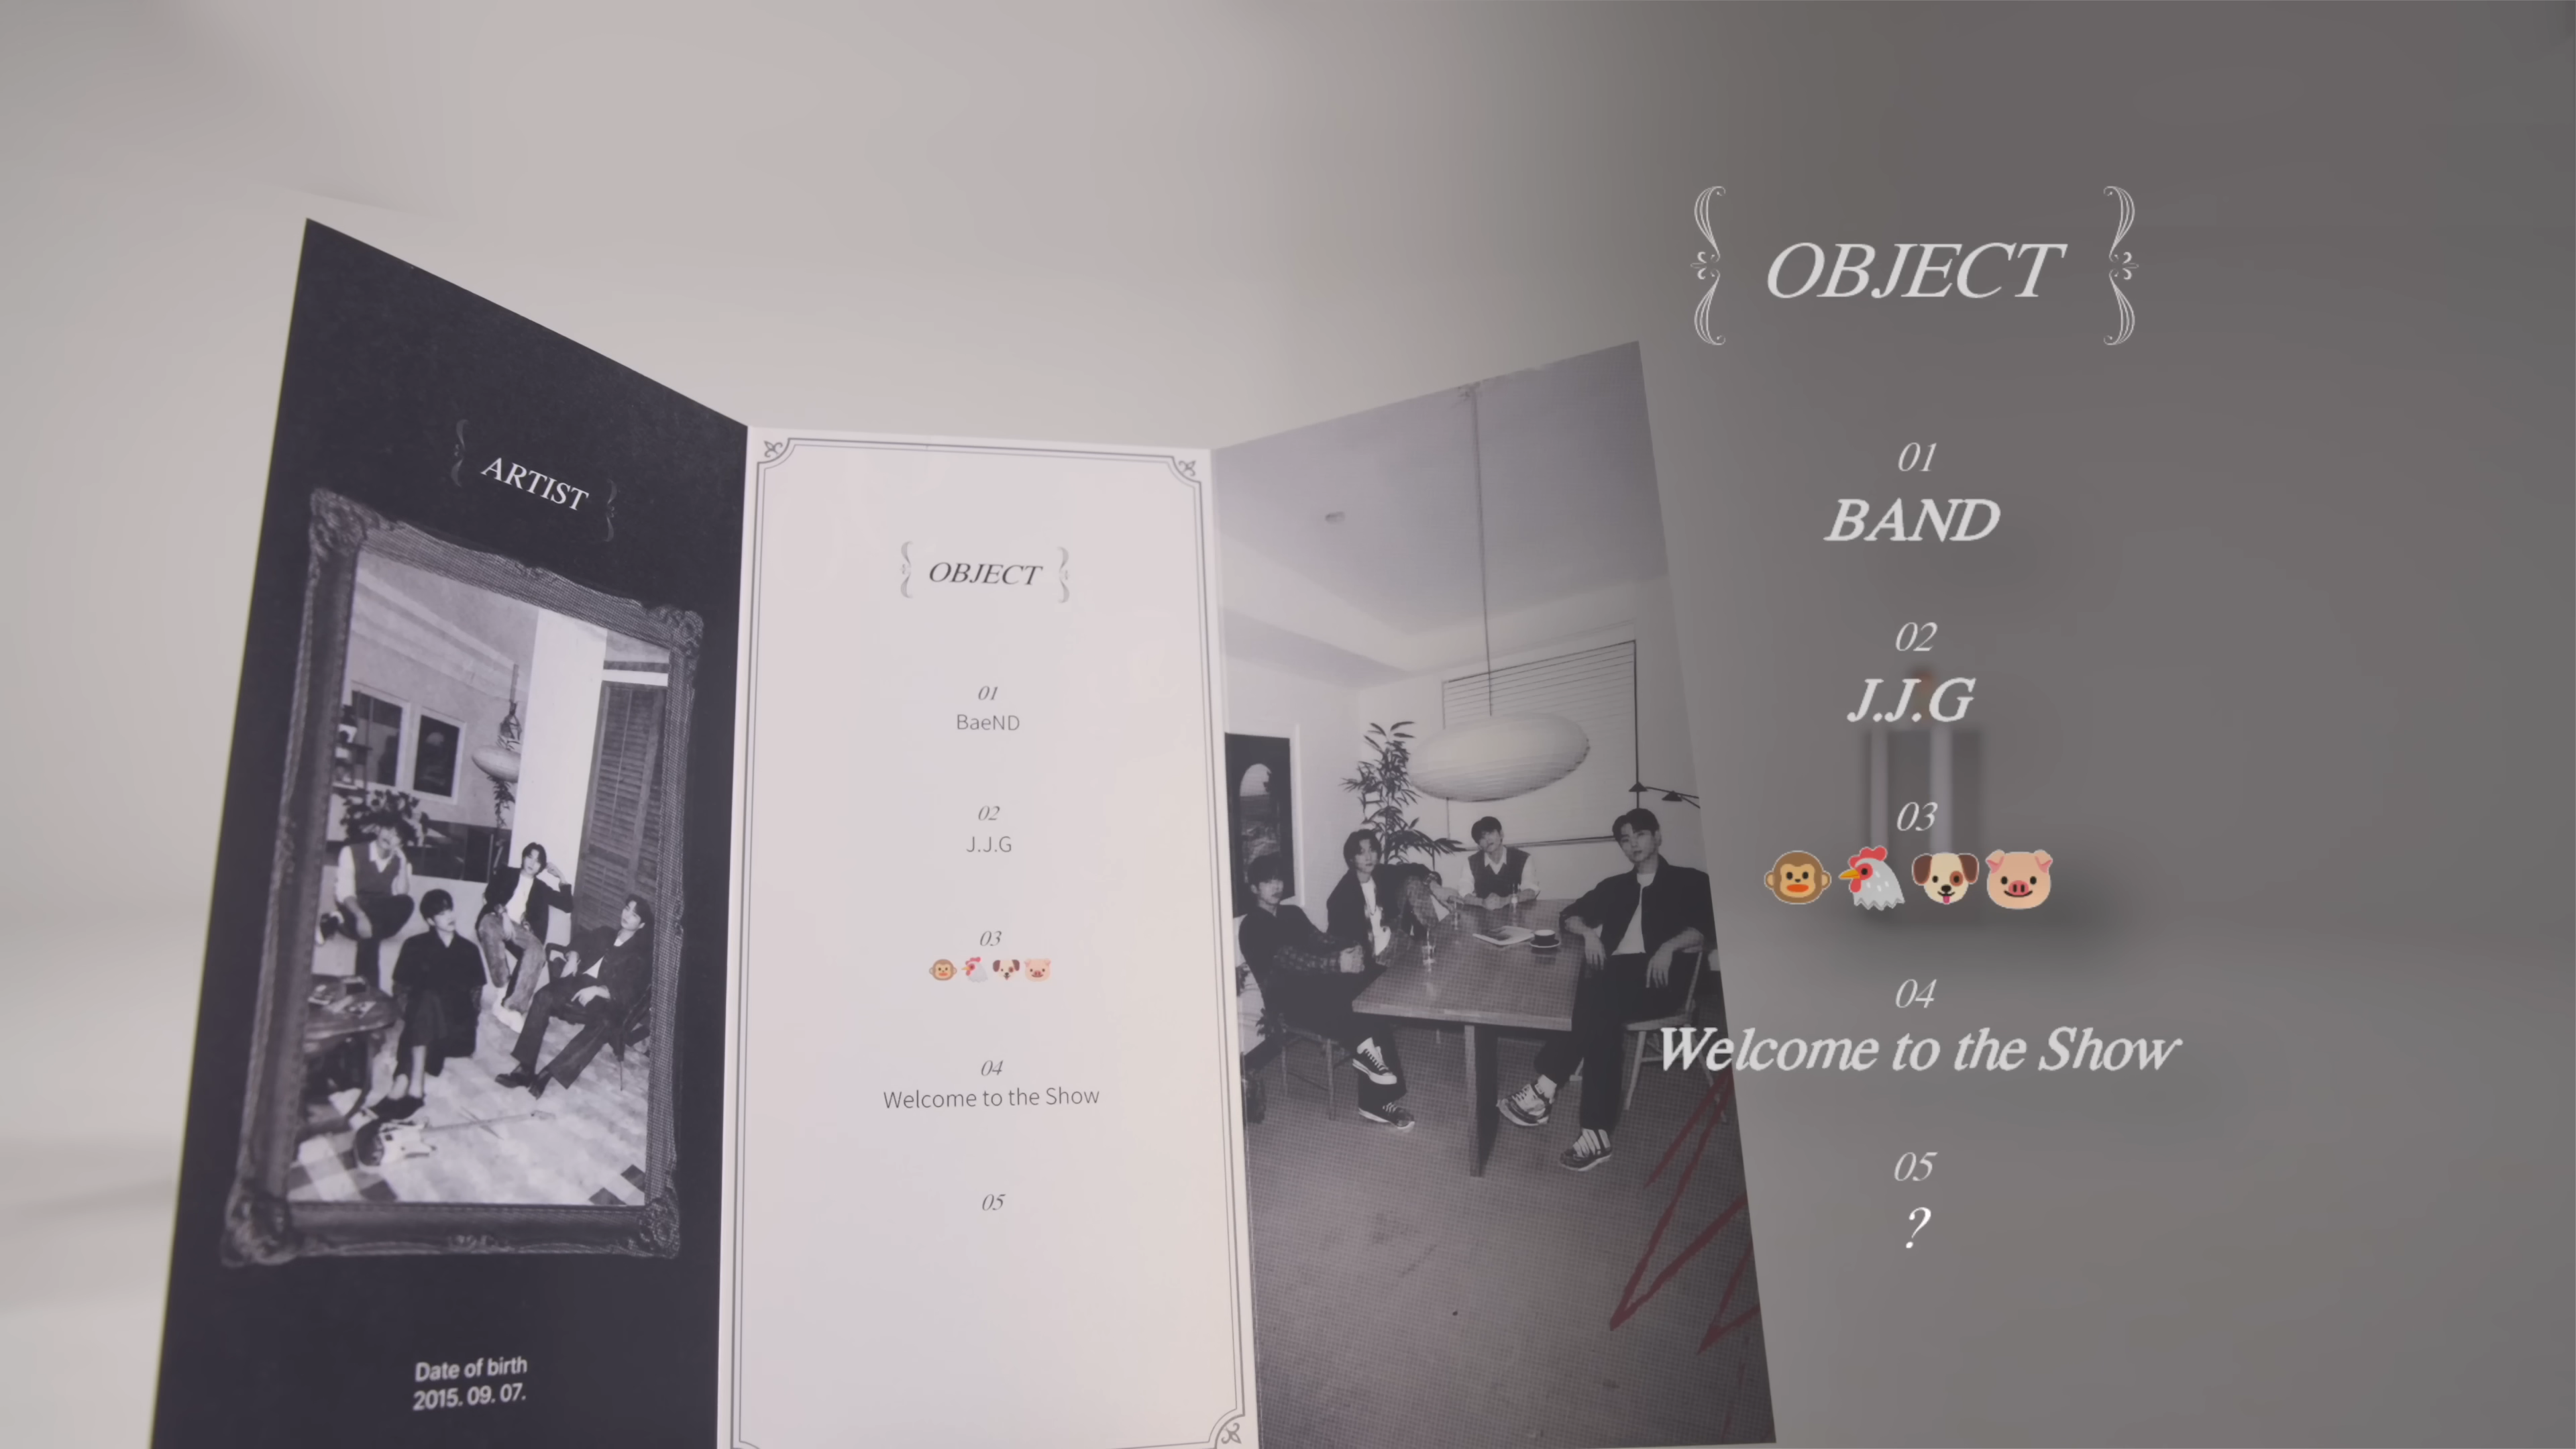 ARTIST
Date of birth
2015. 09. 07.
OBJECT
01
BaeND
02
J.J.G
03
🐵🐔🐶🐷
04
Welcome to the Show
05
OBJECT
01
BAND
02
J.J.G
03
🐵🐔🐶🐷
04
Welcome to the Show
05
?